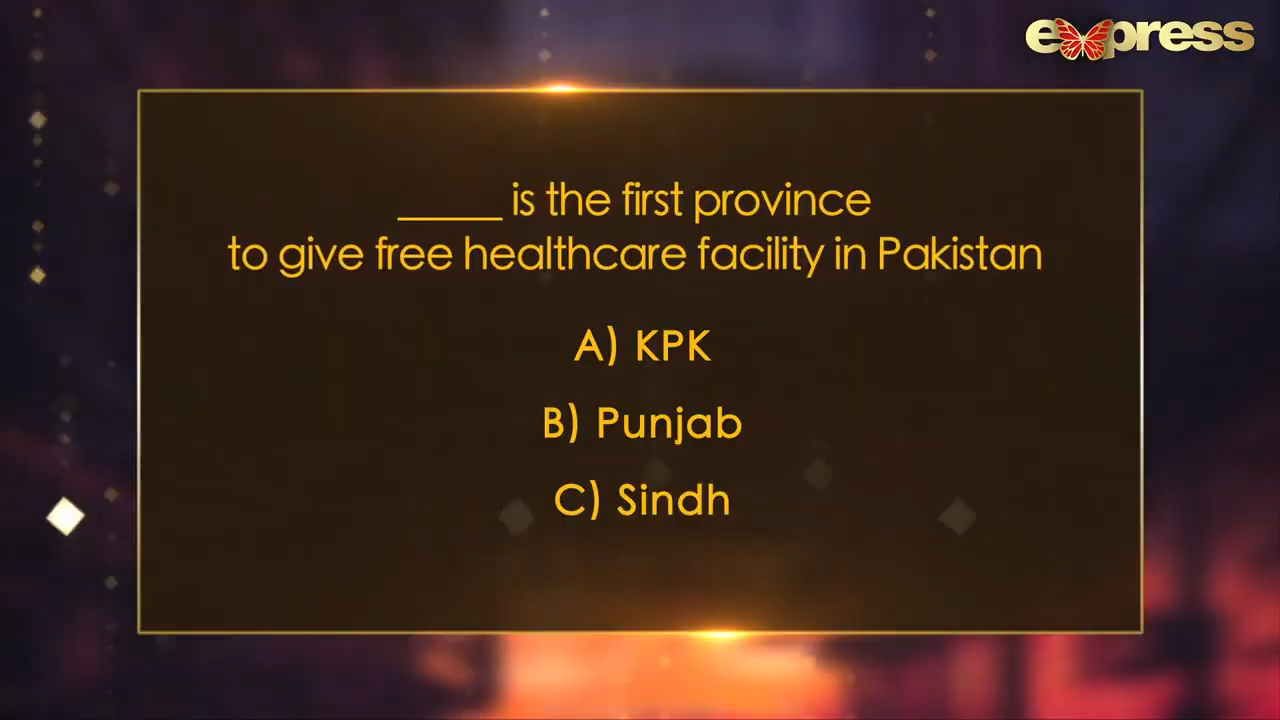 express
_____ is the first province
to give free healthcare facility in Pakistan
A) KPK
B) Punjab
C) Sindh